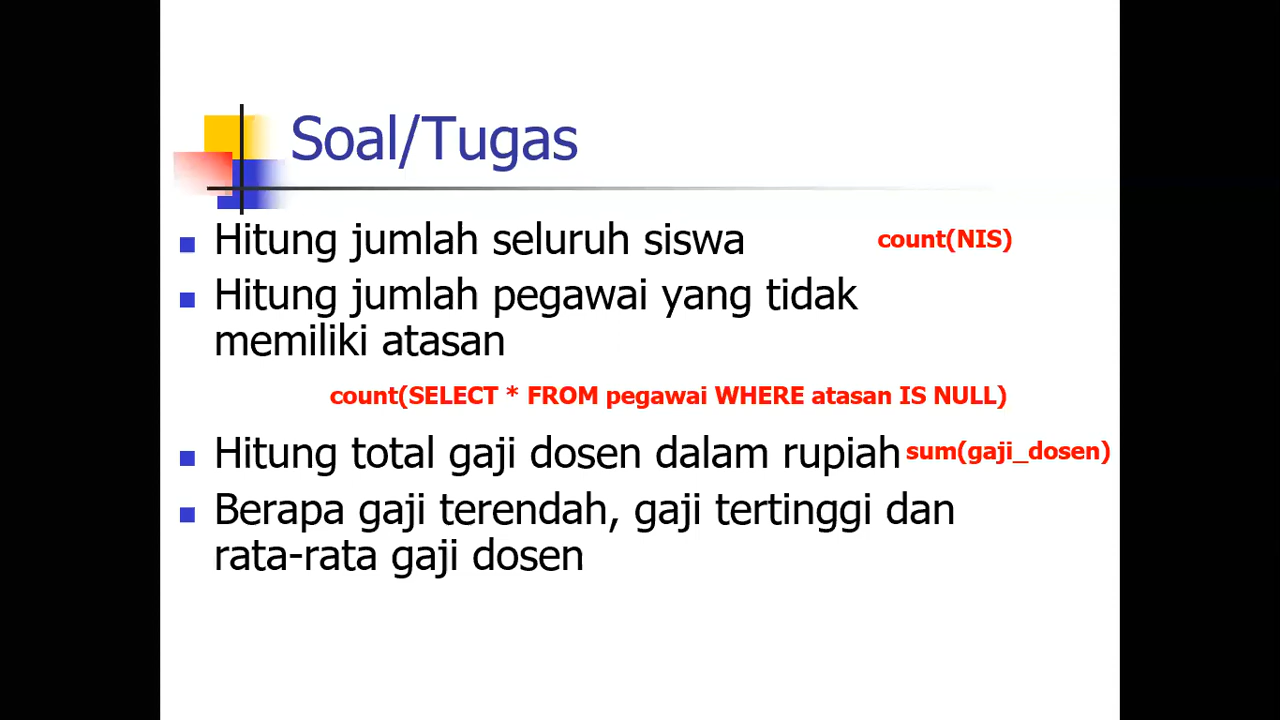 Soal/Tugas
Hitung jumlah seluruh siswa count(NIS)
Hitung jumlah pegawai yang tidak
memiliki atasan
count(SELECT * FROM pegawai WHERE atasan IS NULL)
Hitung total gaji dosen dalam rupiah sum(gaji_dosen)
Berapa gaji terendah, gaji tertinggi dan
rata-rata gaji dosen